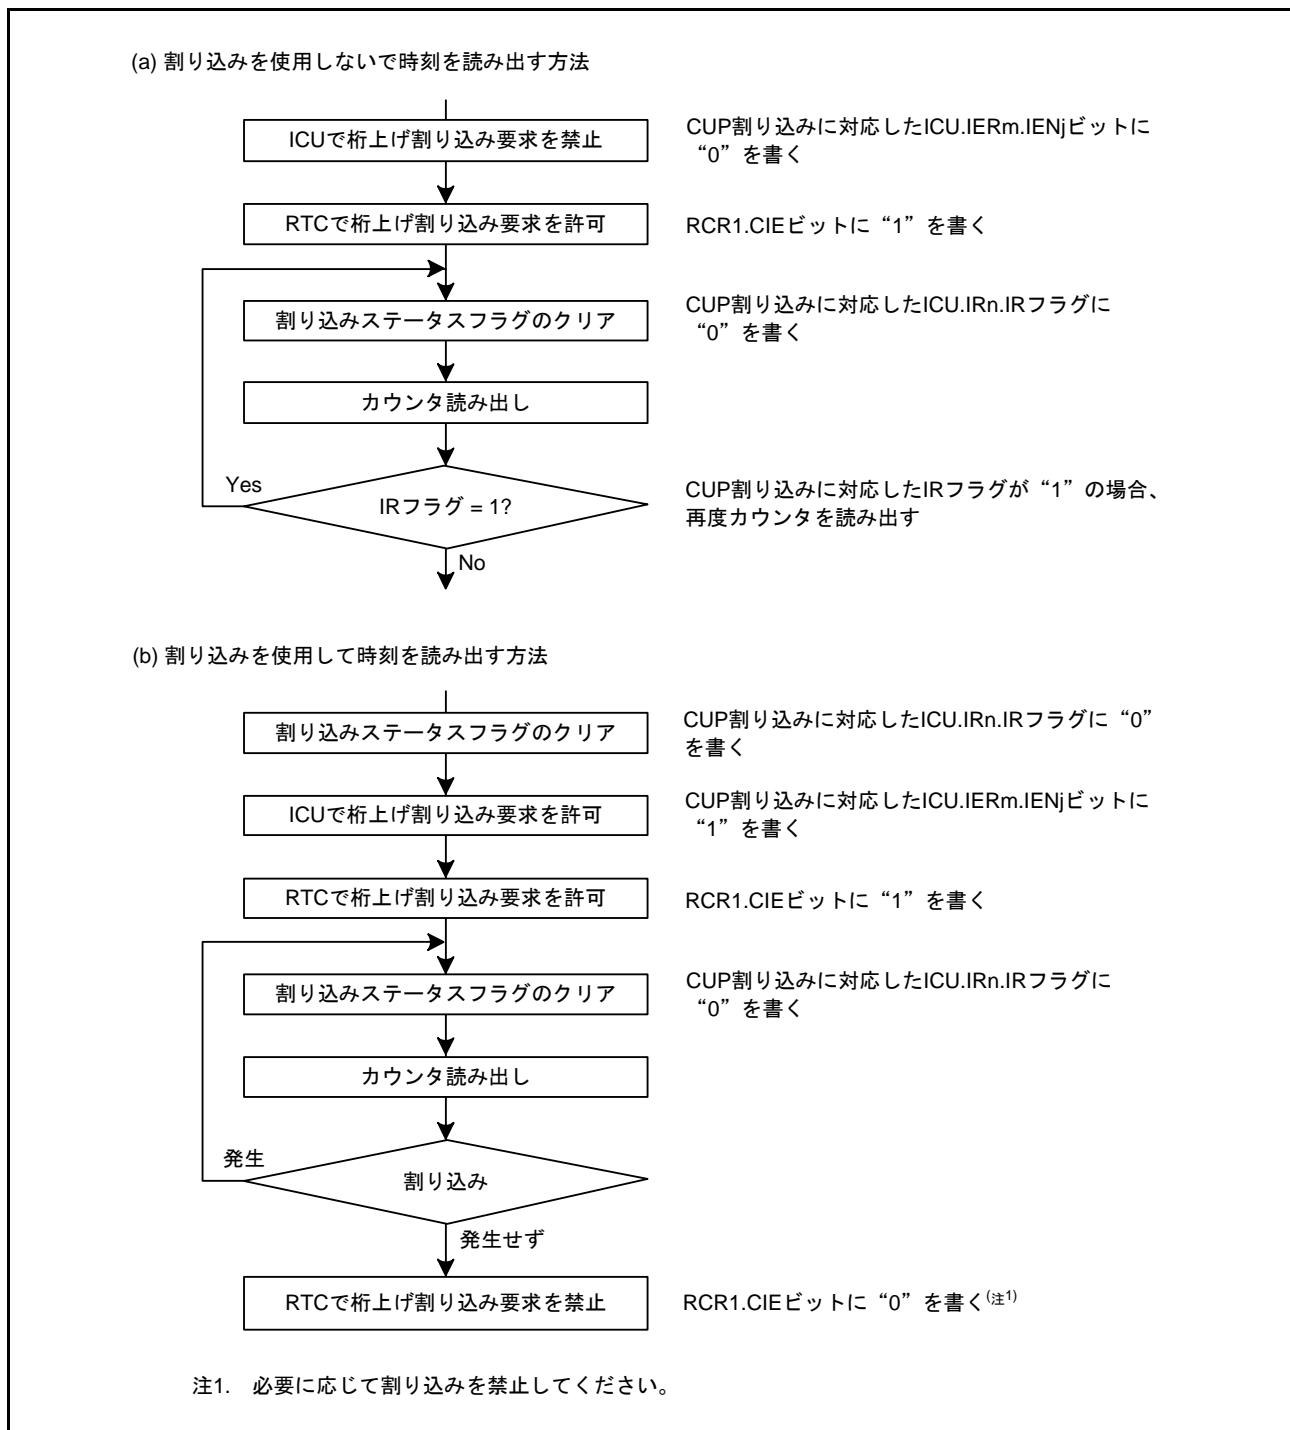 (a) 割り込みを使用しないで時刻を読み出す方法
ICUで桁上げ割り込み要求を禁止
CUP割り込みに対応したICU.IERm.IENjビットに
“0”を書く
RTCで桁上げ割り込み要求を許可
RCR1.CIEビットに“1”を書く
割り込みステータスフラグのクリア
CUP割り込みに対応したICU.IRn.IRフラグに
“0”を書く
カウンタ読み出し
Yes
IRフラグ = 1?
CUP割り込みに対応したIRフラグが“1”の場合、
再度カウンタを読み出す
No
(b) 割り込みを使用して時刻を読み出す方法
割り込みステータスフラグのクリア
CUP割り込みに対応したICU.IRn.IRフラグに“0”
を書く
ICUで桁上げ割り込み要求を許可
CUP割り込みに対応したICU.IERm.IENjビットに
“1”を書く
RTCで桁上げ割り込み要求を許可
RCR1.CIEビットに“1”を書く
割り込みステータスフラグのクリア
CUP割り込みに対応したICU.IRn.IRフラグに
“0”を書く
カウンタ読み出し
発生
割り込み
発生せず
RTCで桁上げ割り込み要求を禁止
RCR1.CIEビットに“0”を書く(注1)
注1. 必要に応じて割り込みを禁止してください。